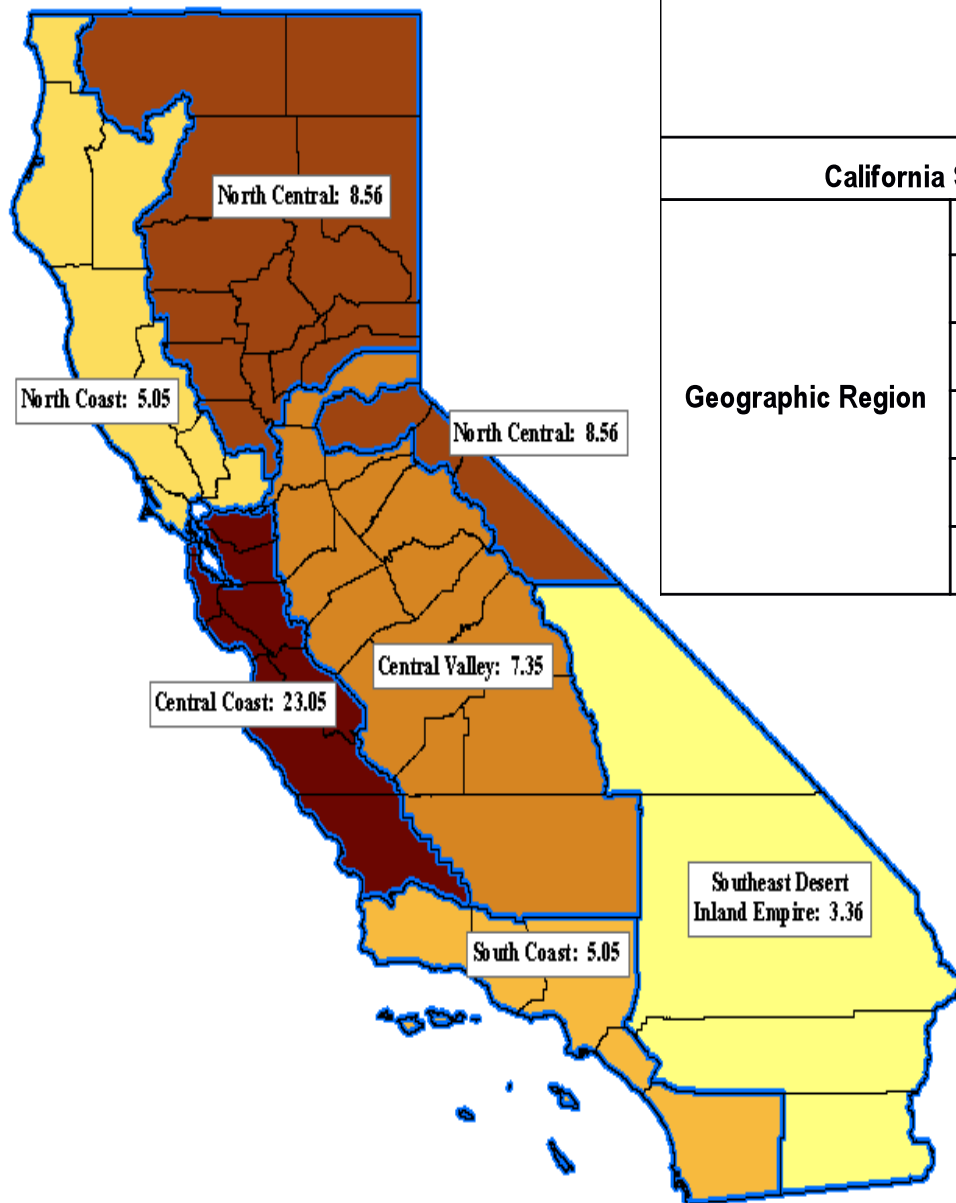 California S
North Central: 8.56
Geographic Region
North Coast: 5.05
North Central: 8.56
Central Valley: 7.35
Central Coast: 23.05
Southeast Desert
Inland Empire: 3.36
South Coast: 5.05